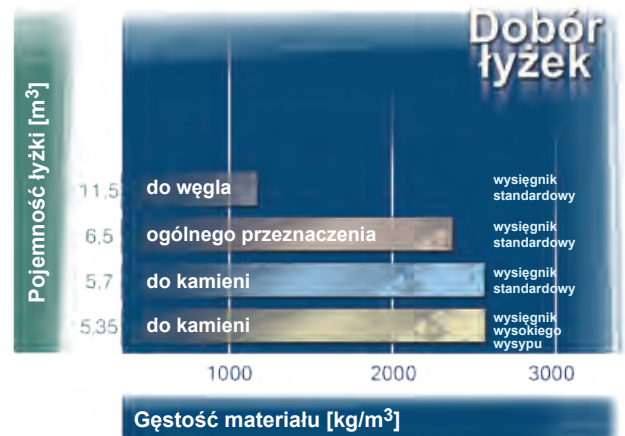 Dobór
łyżek
Pojemność łyżki [m³]
11,5 do węgla wysięgnik
standardowy
6,5 ogólnego przeznaczenia wysięgnik
standardowy
5,7 do kamieni wysięgnik
standardowy
5,35 do kamieni wysięgnik
wysokiego
wysypu
1000 2000 3000
Gęstość materiału [kg/m³]